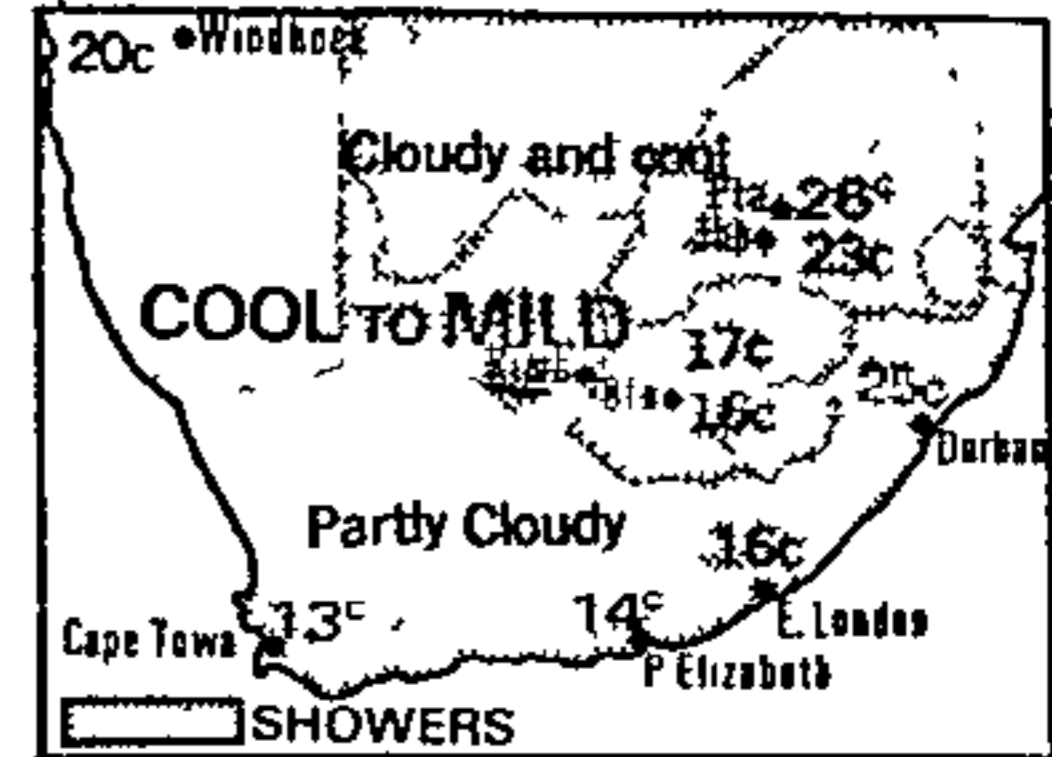 20c Windhoek
Cloudy and cool
28c
23c
COOL TO MILD
17c
16c
25c
Durban
Partly Cloudy
16c
E. London
13c
14c
Cape Town
P Elizabeth
SHOWERS